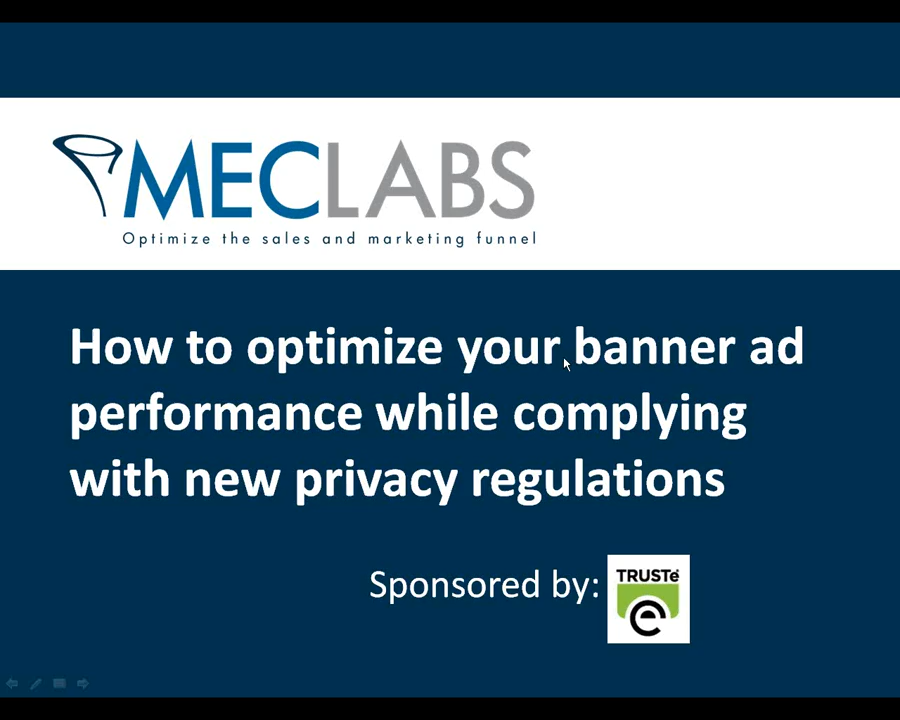 MECLABS
Optimize the sales and marketing funnel
How to optimize your banner ad
performance while complying
with new privacy regulations
Sponsored by:
TRUSTe
e